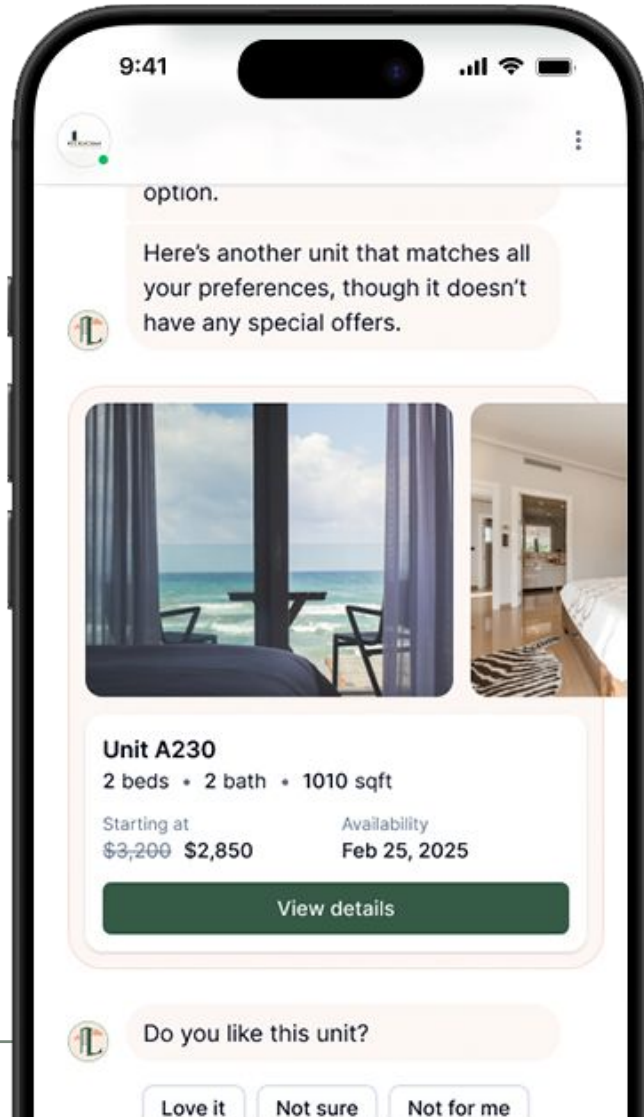 9:41
option.
Here’s another unit that matches all
your preferences, though it doesn’t
have any special offers.
Unit A230
2 beds • 2 bath • 1010 sqft
Starting at
Availability
$3,200 $2,850
Feb 25, 2025
View details
Do you like this unit?
Love it
Not sure
Not for me